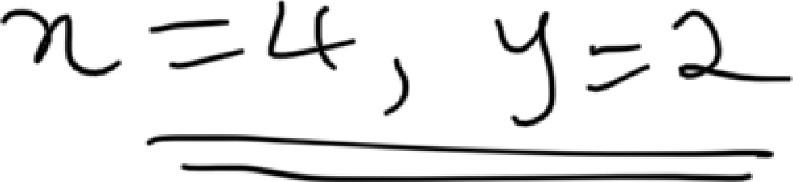 x = 4, y = 2